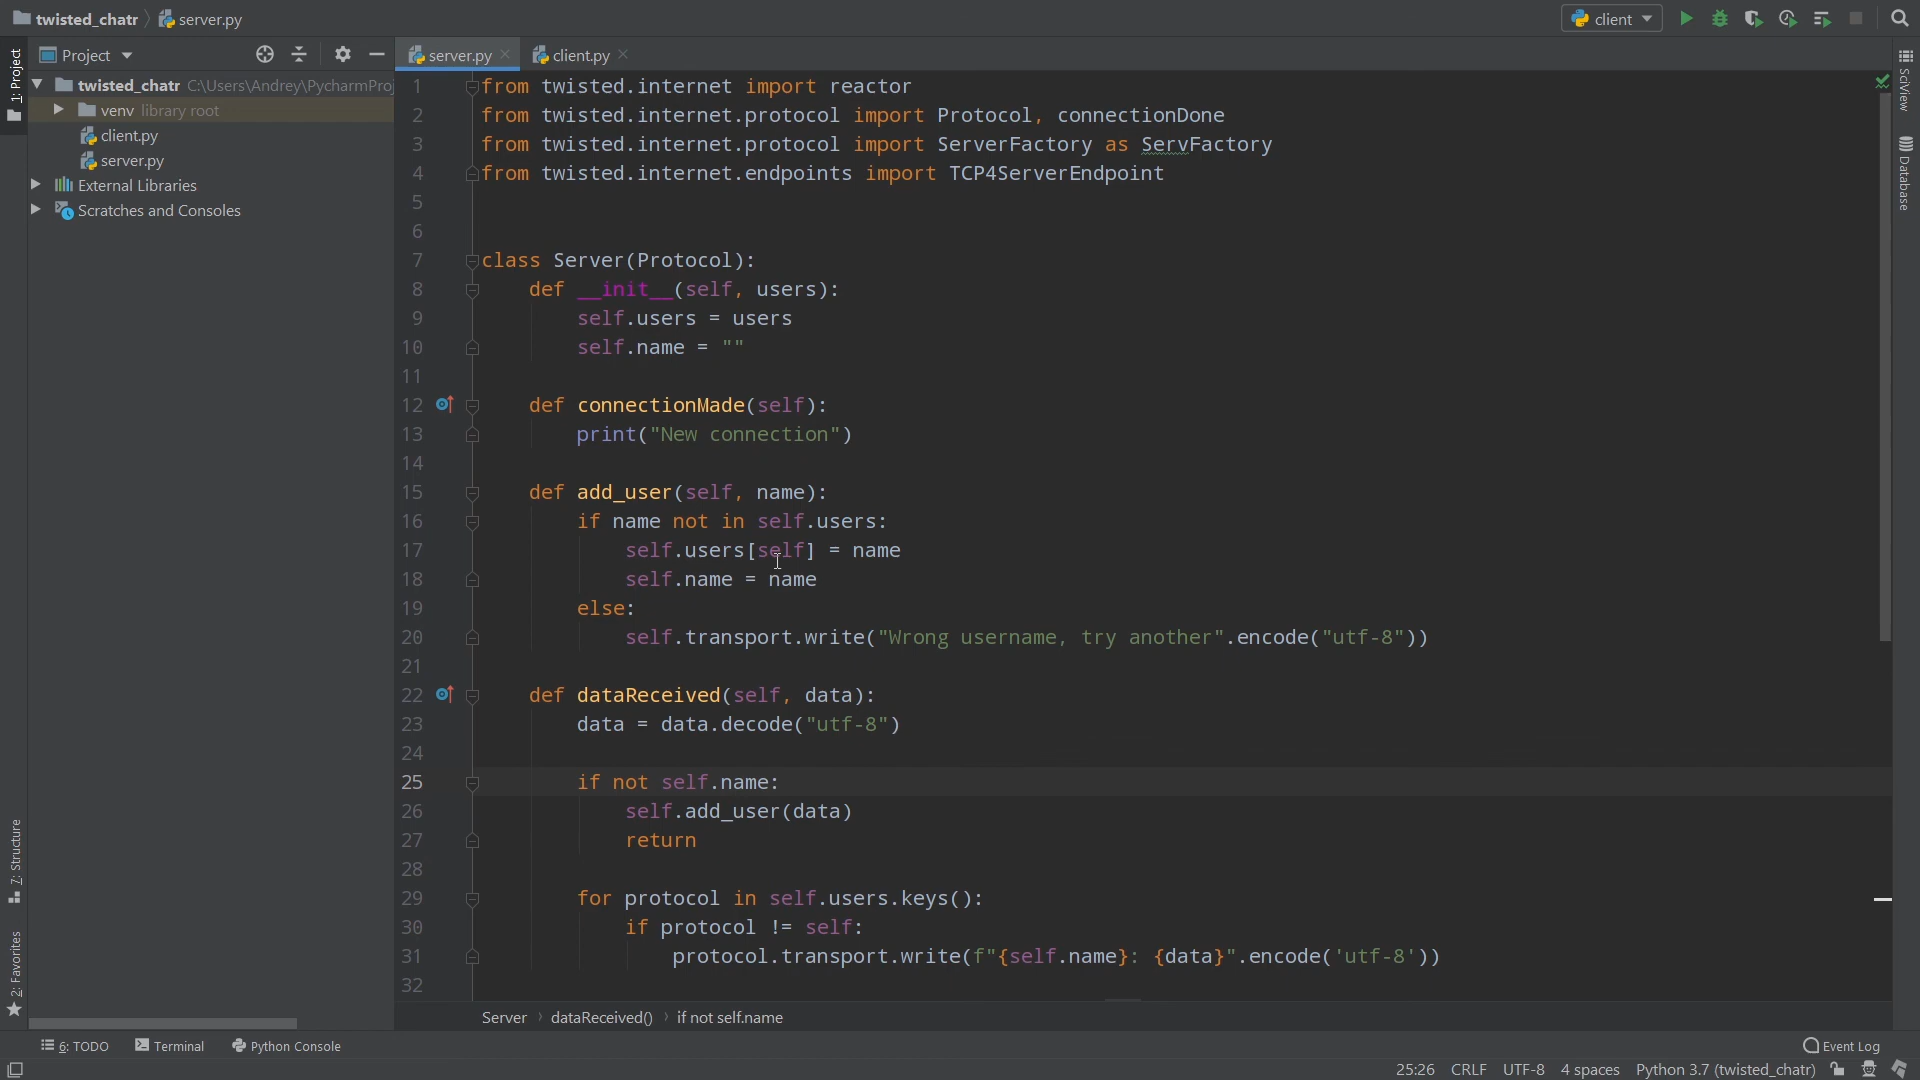 twisted_chatr server.py client
1: Project
Project
server.py client.py
twisted_chatr C:\Users\Andrey\PycharmPro
venv library root
client.py
server.py
External Libraries
Scratches and Consoles
1 from twisted.internet import reactor
2 from twisted.internet.protocol import Protocol, connectionDone
3 from twisted.internet.protocol import ServerFactory as ServFactory
4 from twisted.internet.endpoints import TCP4ServerEndpoint
5
6
7 class Server(Protocol):
8 def __init__(self, users):
9 self.users = users
10 self.name = ""
11
12 def connectionMade(self):
13 print("New connection")
14
15 def add_user(self, name):
16 if name not in self.users:
17 self.users[self] = name
18 self.name = name
19 else:
20 self.transport.write("Wrong username, try another".encode("utf-8"))
21
22 def dataReceived(self, data):
23 data = data.decode("utf-8")
24
25 if not self.name:
26 self.add_user(data)
27 return
28
29 for protocol in self.users.keys():
30 if protocol != self:
31 protocol.transport.write(f"{self.name}: {data}".encode('utf-8'))
32
SciView
Database
7: Structure
2: Favorites
Server dataReceived() if not self.name
6: TODO Terminal Python Console Event Log
25:26 CRLF UTF-8 4 spaces Python 3.7 (twisted_chatr)